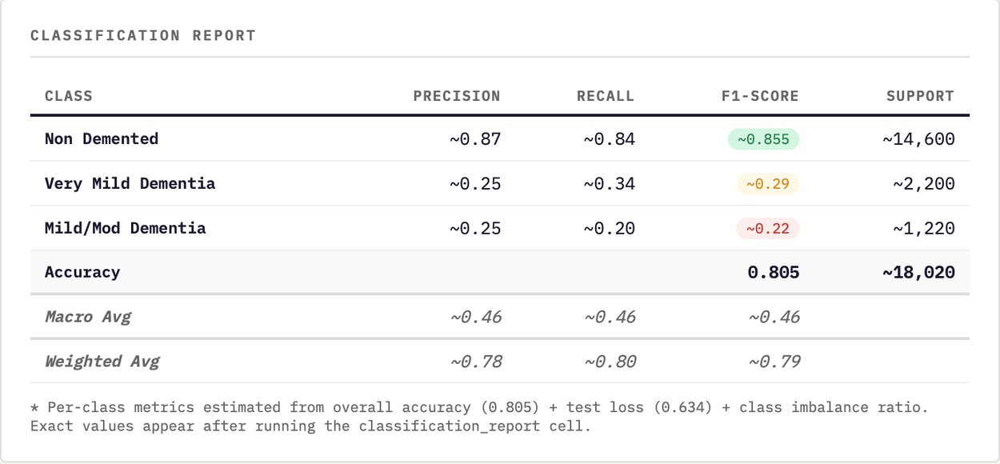 CLASSIFICATION REPORT
CLASS PRECISION RECALL F1-SCORE SUPPORT
Non Demented ~0.87 ~0.84 ~0.855 ~14,600
Very Mild Dementia ~0.25 ~0.34 ~0.29 ~2,200
Mild/Mod Dementia ~0.25 ~0.20 ~0.22 ~1,220
Accuracy 0.805 ~18,020
Macro Avg ~0.46 ~0.46 ~0.46
Weighted Avg ~0.78 ~0.80 ~0.79
* Per-class metrics estimated from overall accuracy (0.805) + test loss (0.634) + class imbalance ratio.
Exact values appear after running the classification_report cell.